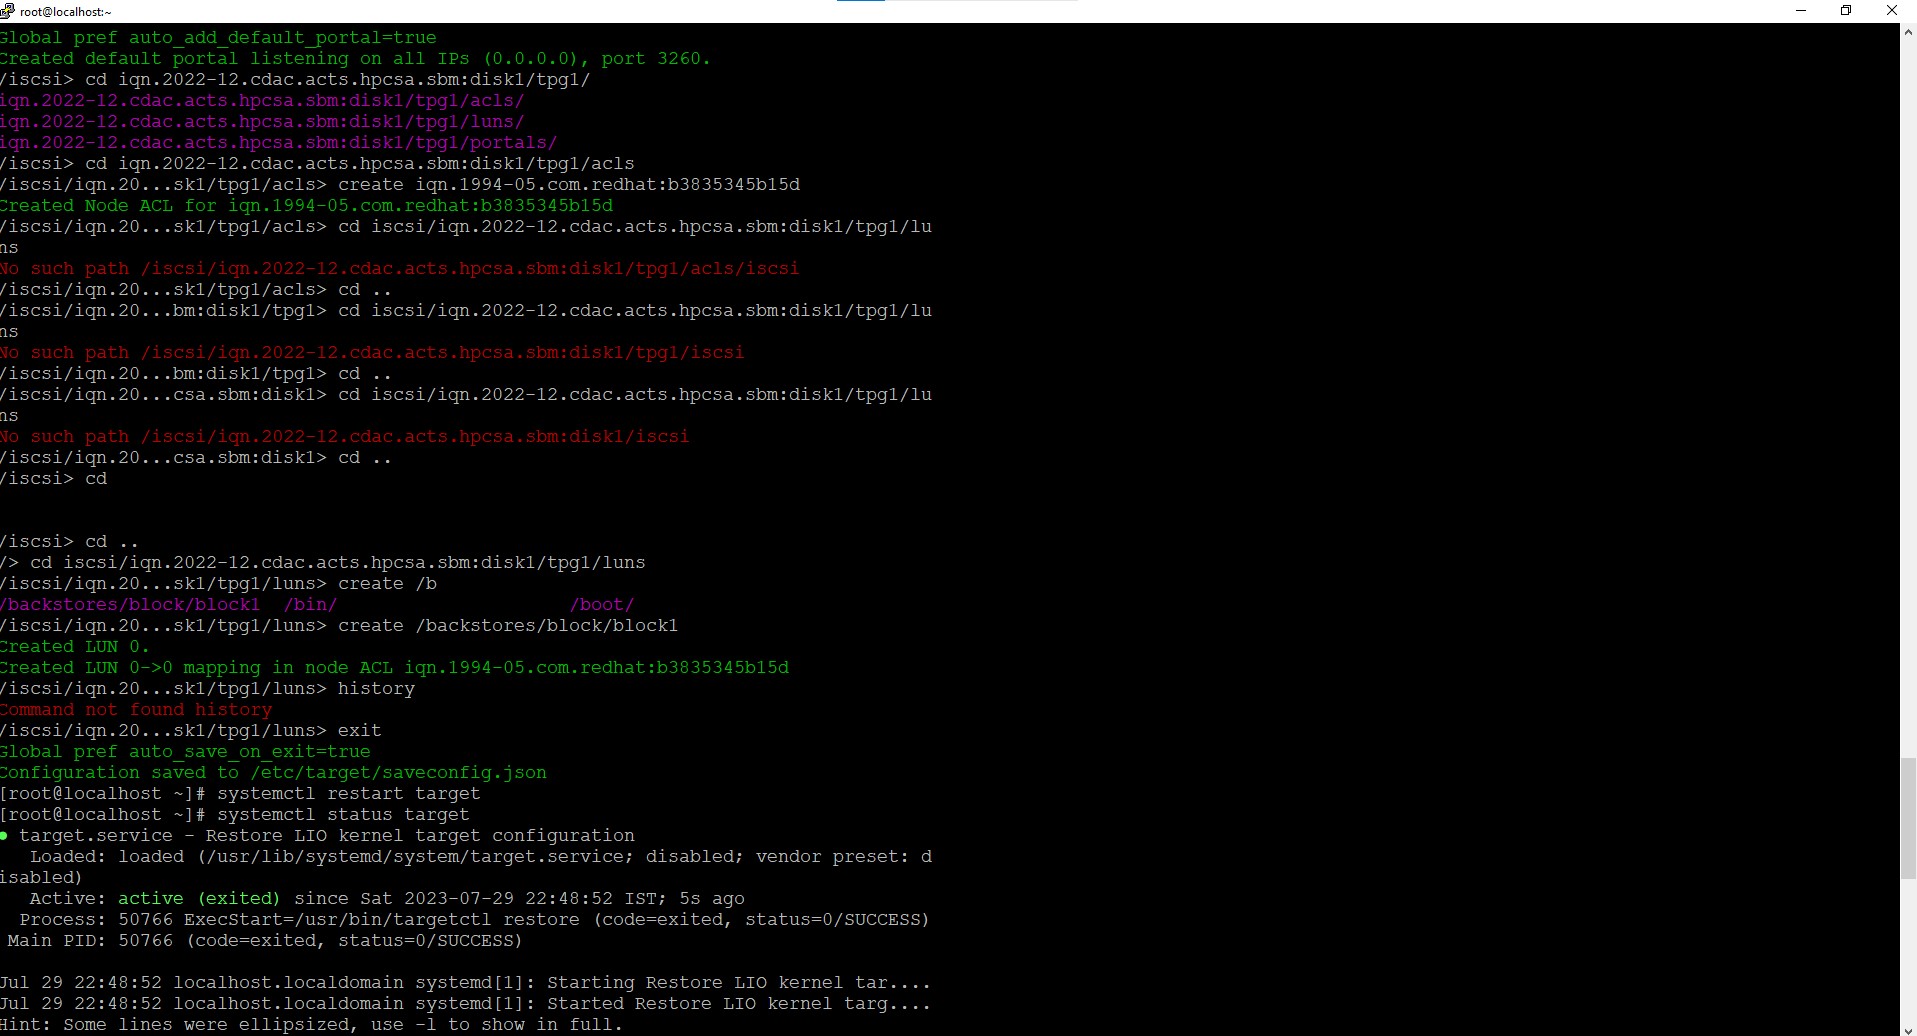 root@localhost:~
Global pref auto_add_default_portal=true
Created default portal listening on all IPs (0.0.0.0), port 3260.
/iscsi> cd iqn.2022-12.cdac.acts.hpcsa.sbm:disk1/tpg1/
iqn.2022-12.cdac.acts.hpcsa.sbm:disk1/tpg1/acls/
iqn.2022-12.cdac.acts.hpcsa.sbm:disk1/tpg1/luns/
iqn.2022-12.cdac.acts.hpcsa.sbm:disk1/tpg1/portals/
/iscsi> cd iqn.2022-12.cdac.acts.hpcsa.sbm:disk1/tpg1/acls
/iscsi/iqn.20...sk1/tpg1/acls> create iqn.1994-05.com.redhat:b3835345b15d
Created Node ACL for iqn.1994-05.com.redhat:b3835345b15d
/iscsi/iqn.20...sk1/tpg1/acls> cd iscsi/iqn.2022-12.cdac.acts.hpcsa.sbm:disk1/tpg1/lu
ns
No such path /iscsi/iqn.2022-12.cdac.acts.hpcsa.sbm:disk1/tpg1/acls/iscsi
/iscsi/iqn.20...sk1/tpg1/acls> cd ..
/iscsi/iqn.20...bm:disk1/tpg1> cd iscsi/iqn.2022-12.cdac.acts.hpcsa.sbm:disk1/tpg1/lu
ns
No such path /iscsi/iqn.2022-12.cdac.acts.hpcsa.sbm:disk1/tpg1/iscsi
/iscsi/iqn.20...bm:disk1/tpg1> cd ..
/iscsi/iqn.20...csa.sbm:disk1> cd iscsi/iqn.2022-12.cdac.acts.hpcsa.sbm:disk1/tpg1/lu
ns
No such path /iscsi/iqn.2022-12.cdac.acts.hpcsa.sbm:disk1/iscsi
/iscsi/iqn.20...csa.sbm:disk1> cd ..
/iscsi> cd
/iscsi> cd ..
/> cd iscsi/iqn.2022-12.cdac.acts.hpcsa.sbm:disk1/tpg1/luns
/iscsi/iqn.20...sk1/tpg1/luns> create /b
/backstores/block/block1  /bin/                     /boot/
/iscsi/iqn.20...sk1/tpg1/luns> create /backstores/block/block1
Created LUN 0.
Created LUN 0->0 mapping in node ACL iqn.1994-05.com.redhat:b3835345b15d
/iscsi/iqn.20...sk1/tpg1/luns> history
Command not found history
/iscsi/iqn.20...sk1/tpg1/luns> exit
Global pref auto_save_on_exit=true
Configuration saved to /etc/target/saveconfig.json
[root@localhost ~]# systemctl restart target
[root@localhost ~]# systemctl status target
● target.service - Restore LIO kernel target configuration
Loaded: loaded (/usr/lib/systemd/system/target.service; disabled; vendor preset: d
isabled)
Active: active (exited) since Sat 2023-07-29 22:48:52 IST; 5s ago
Process: 50766 ExecStart=/usr/bin/targetctl restore (code=exited, status=0/SUCCESS)
Main PID: 50766 (code=exited, status=0/SUCCESS)
Jul 29 22:48:52 localhost.localdomain systemd[1]: Starting Restore LIO kernel tar....
Jul 29 22:48:52 localhost.localdomain systemd[1]: Started Restore LIO kernel targ....
Hint: Some lines were ellipsized, use -l to show in full.